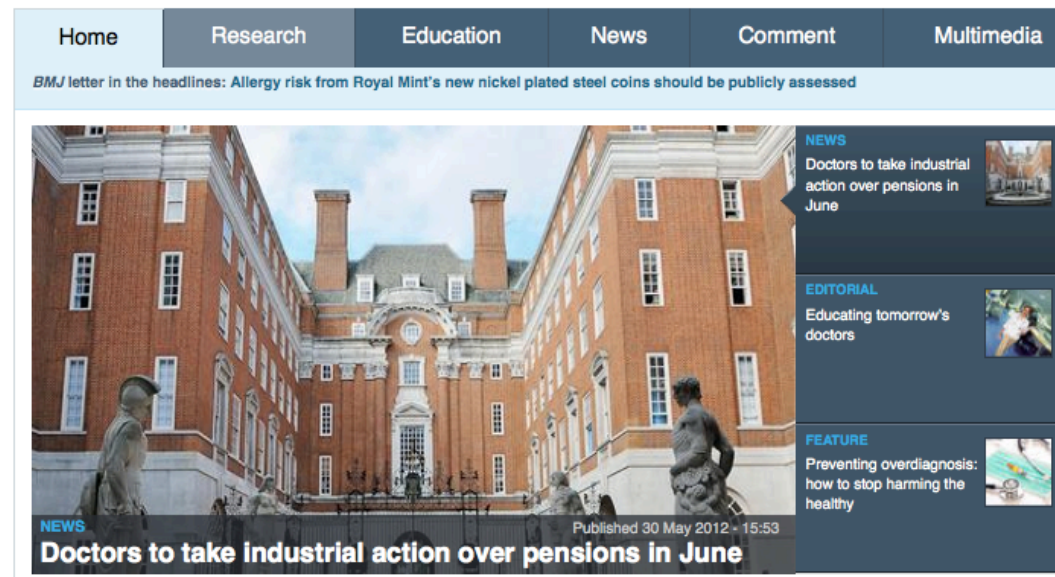 Home Research Education News Comment Multimedia
BMJ letter in the headlines: Allergy risk from Royal Mint's new nickel plated steel coins should be publicly assessed
NEWS
Published 30 May 2012 - 15:53
Doctors to take industrial action over pensions in June
NEWS
Doctors to take industrial
action over pensions in
June
EDITORIAL
Educating tomorrow's
doctors
FEATURE
Preventing overdiagnosis:
how to stop harming the
healthy